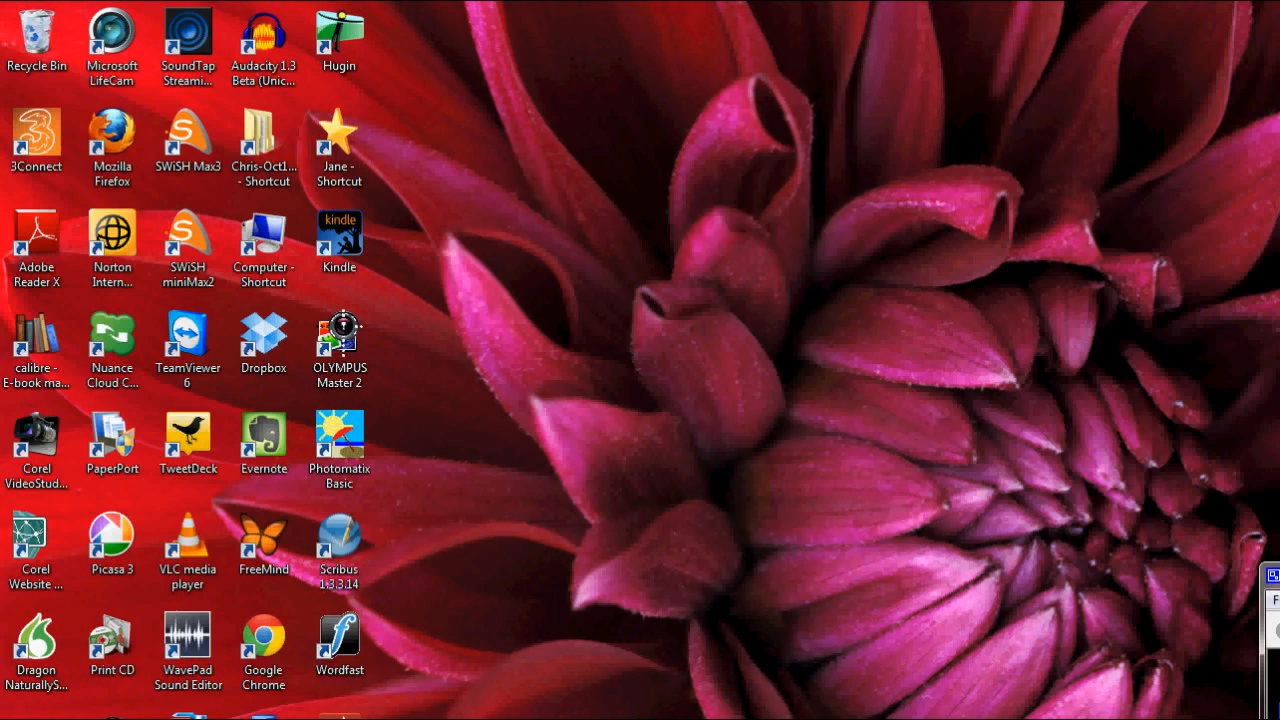 Recycle Bin
Microsoft
LifeCam
SoundTap
Streami...
Audacity 1.3
Beta (Unic...
Hugin
3Connect
Mozilla
Firefox
SWiSH Max3
Chris-Oct1...
- Shortcut
Jane -
Shortcut
Adobe
Reader X
Norton
Intern...
SWiSH
miniMax2
Computer -
Shortcut
kindle
Kindle
calibre -
E-book ma...
Nuance
Cloud C...
TeamViewer
6
Dropbox
OLYMPUS
Master 2
Corel
VideoStud...
PaperPort
TweetDeck
Evernote
Photomatix
Basic
Corel
Website ...
Picasa 3
VLC media
player
FreeMind
Scribus
1.3.3.14
Dragon
NaturallyS...
Print CD
WavePad
Sound Editor
Google
Chrome
Wordfast